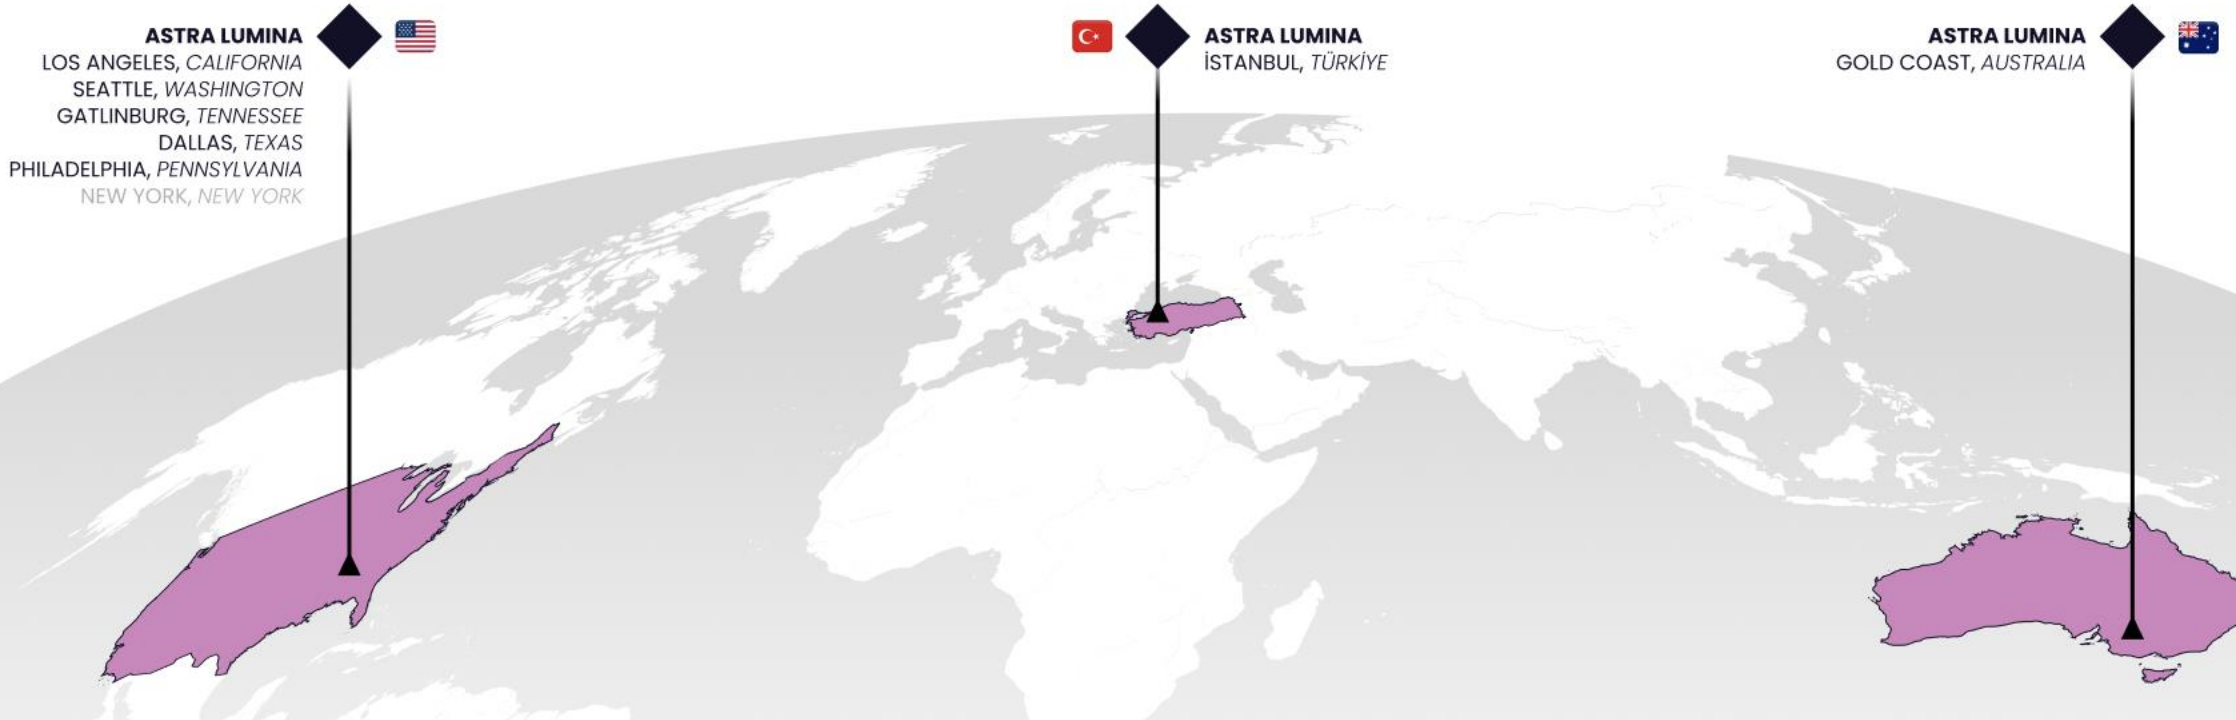 ASTRA LUMINA
LOS ANGELES, CALIFORNIA
SEATTLE, WASHINGTON
GATLINBURG, TENNESSEE
DALLAS, TEXAS
PHILADELPHIA, PENNSYLVANIA
NEW YORK, NEW YORK
ASTRA LUMINA
İSTANBUL, TÜRKİYE
ASTRA LUMINA
GOLD COAST, AUSTRALIA